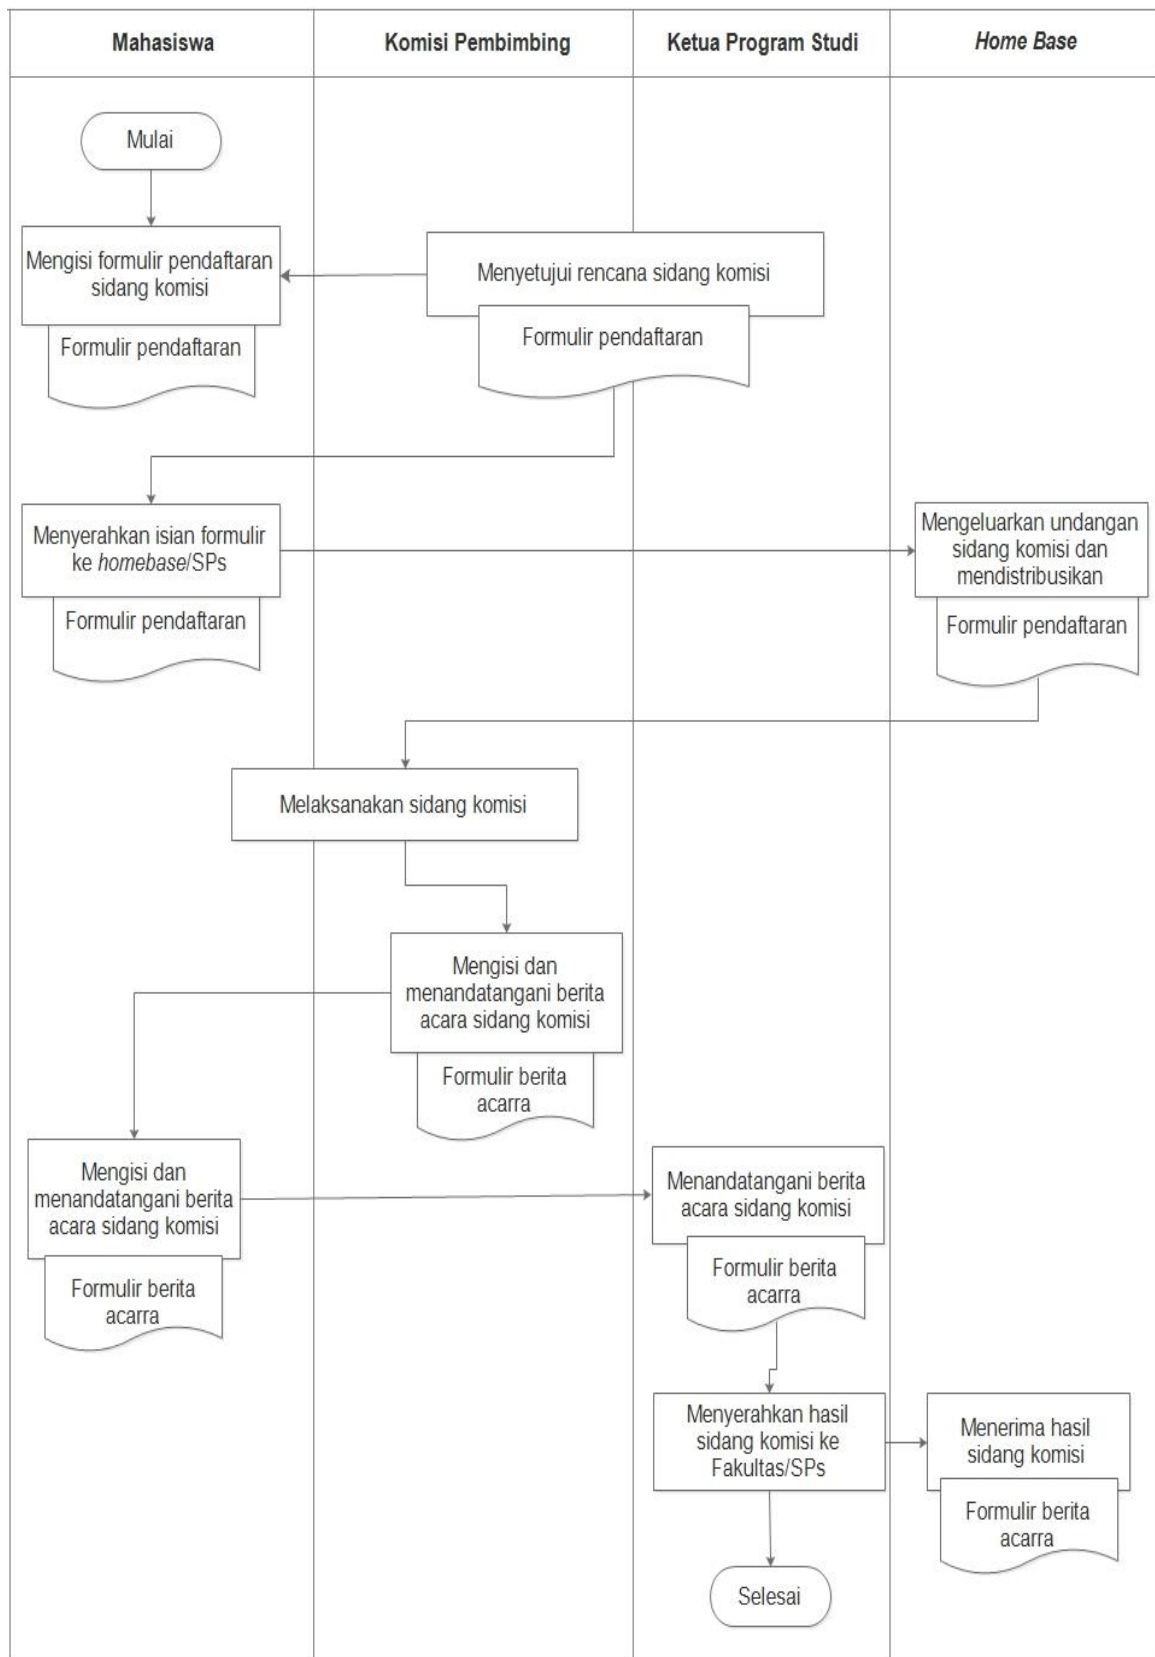 Mahasiswa
Komisi Pembimbing
Ketua Program Studi
Home Base
Mulai
Mengisi formulir pendaftaran
sidang komisi
Formulir pendaftaran
Menyetujui rencana sidang komisi
Formulir pendaftaran
Menyerahkan isian formulir
ke homebase/SPs
Formulir pendaftaran
Mengeluarkan undangan
sidang komisi dan
mendistribusikan
Formulir pendaftaran
Melaksanakan sidang komisi
Mengisi dan
menandatangani berita
acara sidang komisi
Formulir berita
acarra
Mengisi dan
menandatangani berita
acara sidang komisi
Formulir berita
acarra
Menandatangani berita
acara sidang komisi
Formulir berita
acarra
Menyerahkan hasil
sidang komisi ke
Fakultas/SPs
Menerima hasil
sidang komisi
Formulir berita
acarra
Selesai